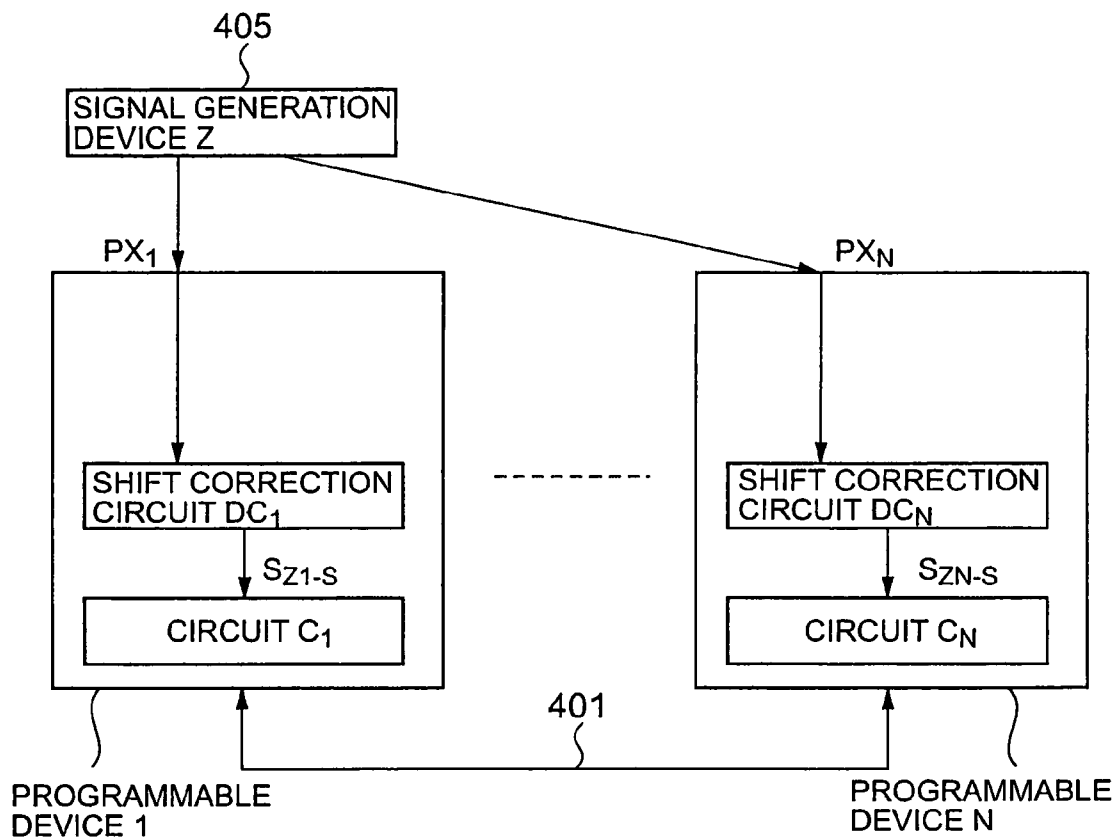 405
SIGNAL GENERATION
DEVICE Z
PX1
PXN
SHIFT CORRECTION
CIRCUIT DC1
SHIFT CORRECTION
CIRCUIT DCN
SZ1-S
SZN-S
CIRCUIT C1
CIRCUIT CN
401
PROGRAMMABLE
DEVICE 1
PROGRAMMABLE
DEVICE N